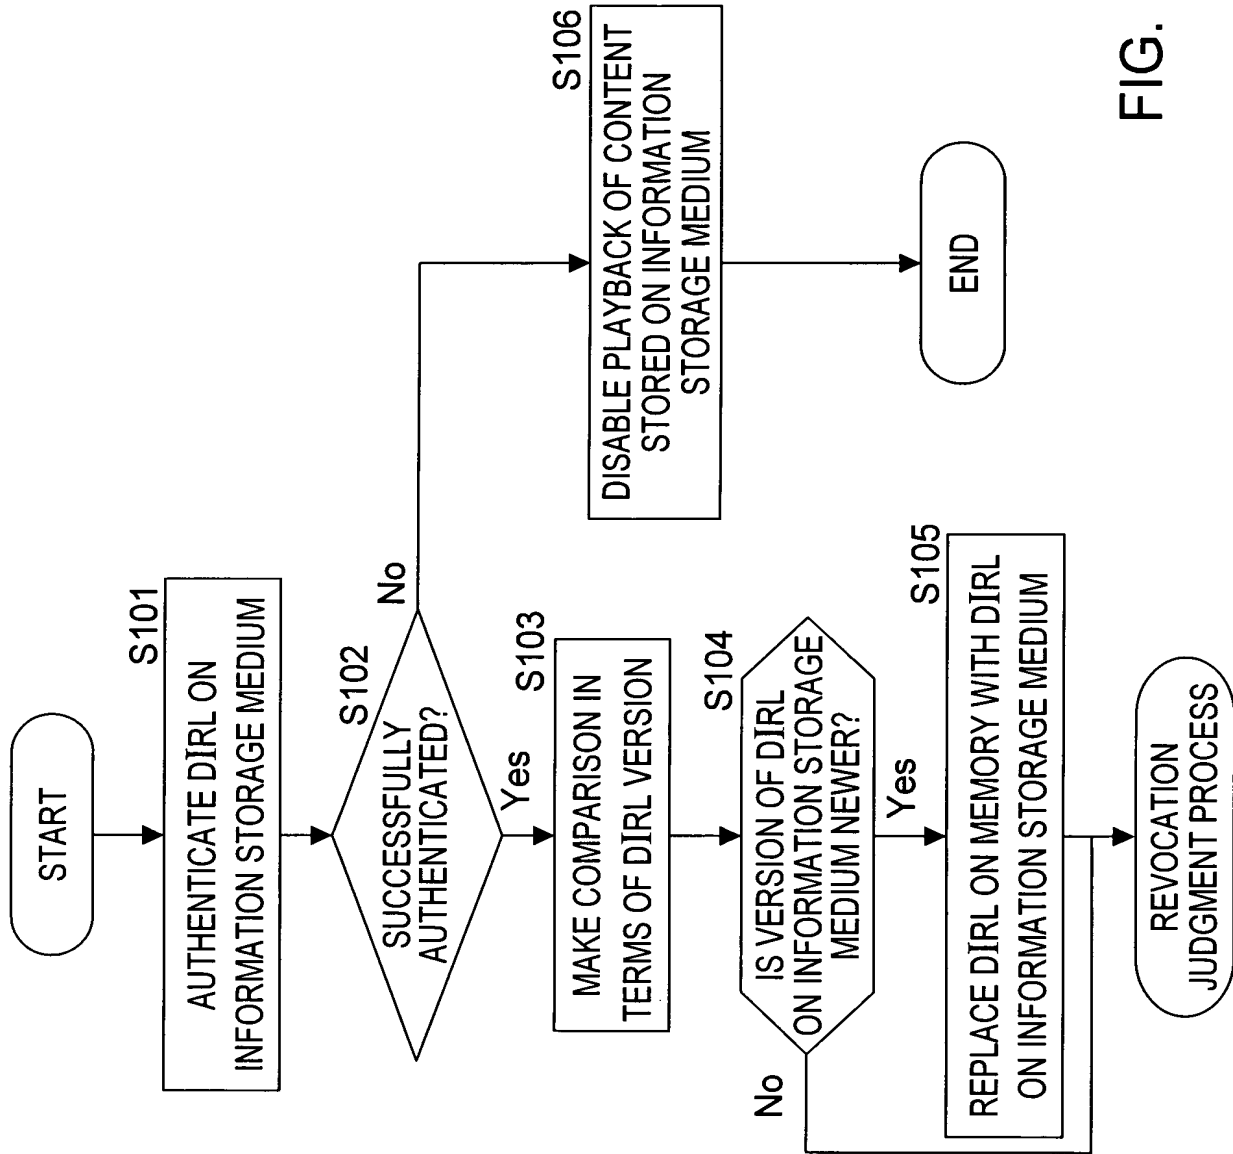 START
S101
AUTHENTICATE DIRL ON
INFORMATION STORAGE MEDIUM
S102
SUCCESSFULLY
AUTHENTICATED?
No
Yes
S103
MAKE COMPARISON IN
TERMS OF DIRL VERSION
S104
IS VERSION OF DIRL
ON INFORMATION STORAGE
MEDIUM NEWER?
No
Yes
S105
REPLACE DIRL ON MEMORY WITH DIRL
ON INFORMATION STORAGE MEDIUM
REVOCATION
JUDGMENT PROCESS
S106
DISABLE PLAYBACK OF CONTENT
STORED ON INFORMATION
STORAGE MEDIUM
END
FIG.